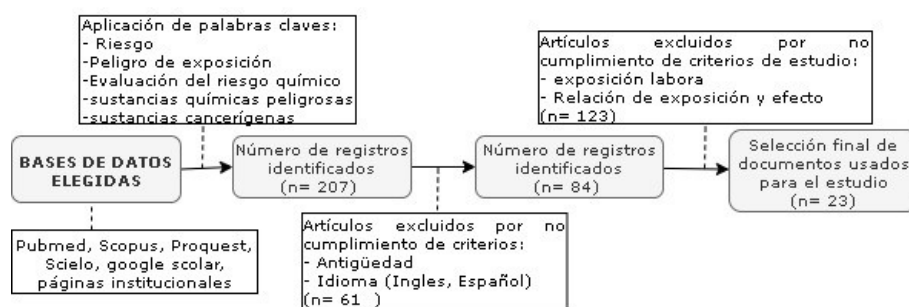 Aplicación de palabras claves:
- Riesgo
-Peligro de exposición
-Evaluación del riesgo químico
-sustancias químicas peligrosas
-sustancias cancerígenas
Artículos excluidos por no
cumplimiento de criterios de estudio:
- exposición labora
- Relación de exposición y efecto
(n= 123)
BASES DE DATOS
ELEGIDAS
Número de registros
identificados
(n= 207)
Número de registros
identificados
(n= 84)
Selección final de
documentos usados
para el estudio
(n= 23)
Pubmed, Scopus, Proquest,
Scielo, google scolar,
páginas institucionales
Artículos excluidos por no
cumplimiento de criterios:
- Antigüedad
- Idioma (Ingles, Español)
(n= 61 )